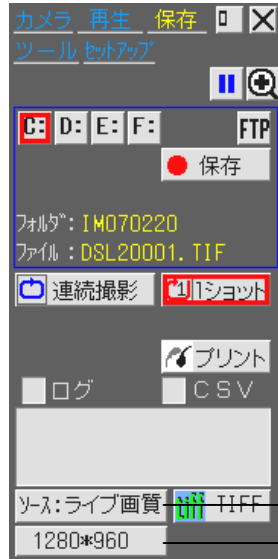 カメラ 再生 保存
ツール ｾｯﾄｱｯﾌﾟ
C: D: E: F: FTP
保存
ﾌｫﾙﾀﾞ: IM070220
ﾌｧｲﾙ : DSL20001.TIF
連続撮影 1 1ショット
プリント
ログ CSV
ソース:ライブ画質 tiff TIFF
1280*960